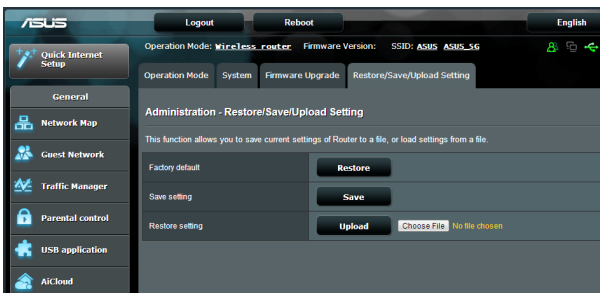 ASUS Logout Reboot English
Quick Internet Setup
Operation Mode: Wireless router Firmware Version: SSID: ASUS ASUS_5G
Operation Mode System Firmware Upgrade Restore/Save/Upload Setting
General
Network Map
Guest Network
Traffic Manager
Parental control
USB application
AiCloud
Administration - Restore/Save/Upload Setting
This function allows you to save current settings of Router to a file, or load settings from a file.
Factory default Restore
Save setting Save
Restore setting Upload Choose File No file chosen